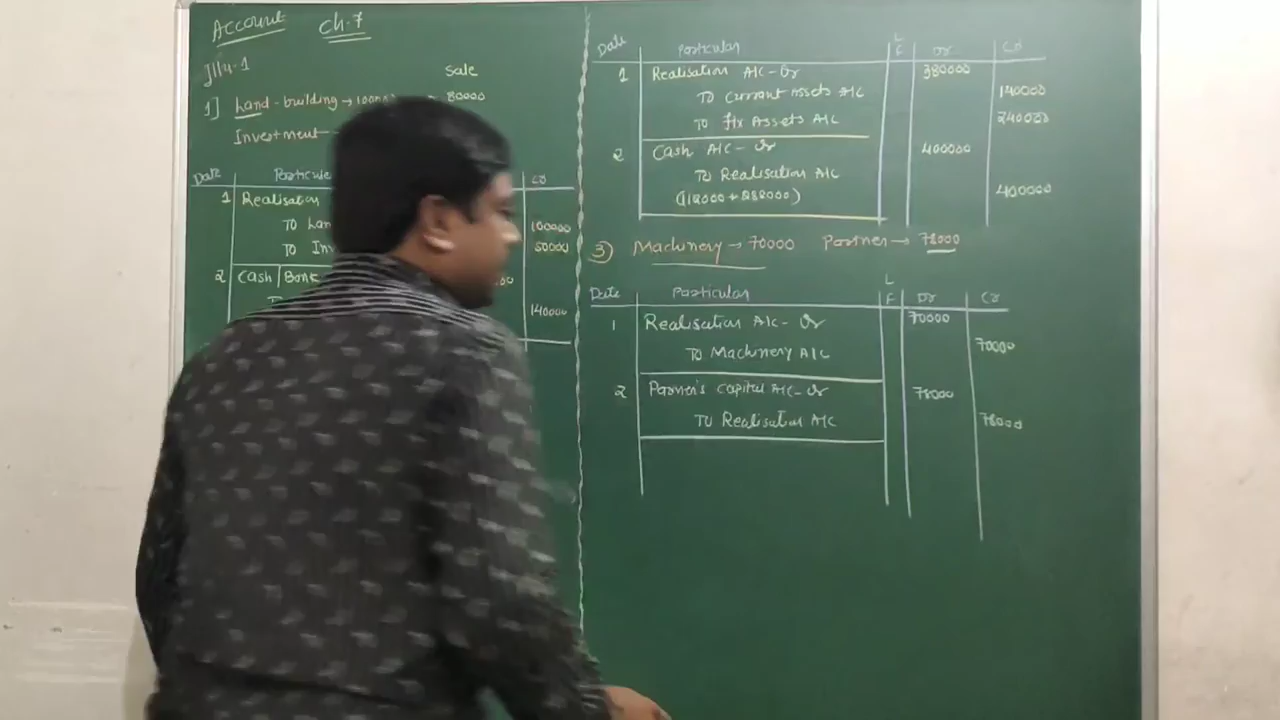 Account Ch.7
Illu-1
Sale
1] Land-building → 100000 80000
Investment
Date Particular Cr
1 Realisation
To Lan 100000
To Inv 50000
2 Cash/Bank
140000
Date Particular L F Dr Cr
1 Realisation A/C - Dr 380000
To Current Assets A/C 140000
To fix Assets A/C 240000
2 Cash A/C - Dr 400000
To Realisation A/C 400000
(112000 + 288000)
3) Machinery → 70000 Partner → 78000
Date Particular L F Dr Cr
1 Realisation A/C - Dr 70000
To Machinery A/C 70000
2 Parner's capital A/C - Dr 78000
To Realisation A/C 78000